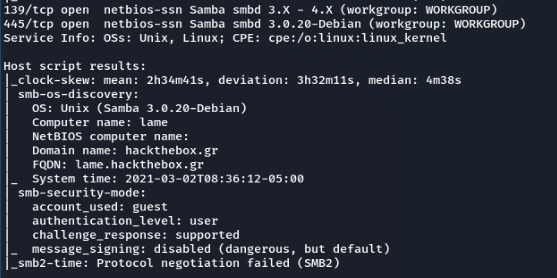 139/tcp open  netbios-ssn Samba smbd 3.X - 4.X (workgroup: WORKGROUP)
445/tcp open  netbios-ssn Samba smbd 3.0.20-Debian (workgroup: WORKGROUP)
Service Info: OSs: Unix, Linux; CPE: cpe:/o:linux:linux_kernel

Host script results:
|_clock-skew: mean: 2h34m41s, deviation: 3h32m11s, median: 4m38s
| smb-os-discovery:
|   OS: Unix (Samba 3.0.20-Debian)
|   Computer name: lame
|   NetBIOS computer name:
|   Domain name: hackthebox.gr
|   FQDN: lame.hackthebox.gr
|_  System time: 2021-03-02T08:36:12-05:00
| smb-security-mode:
|   account_used: guest
|   authentication_level: user
|   challenge_response: supported
|_  message_signing: disabled (dangerous, but default)
|_smb2-time: Protocol negotiation failed (SMB2)